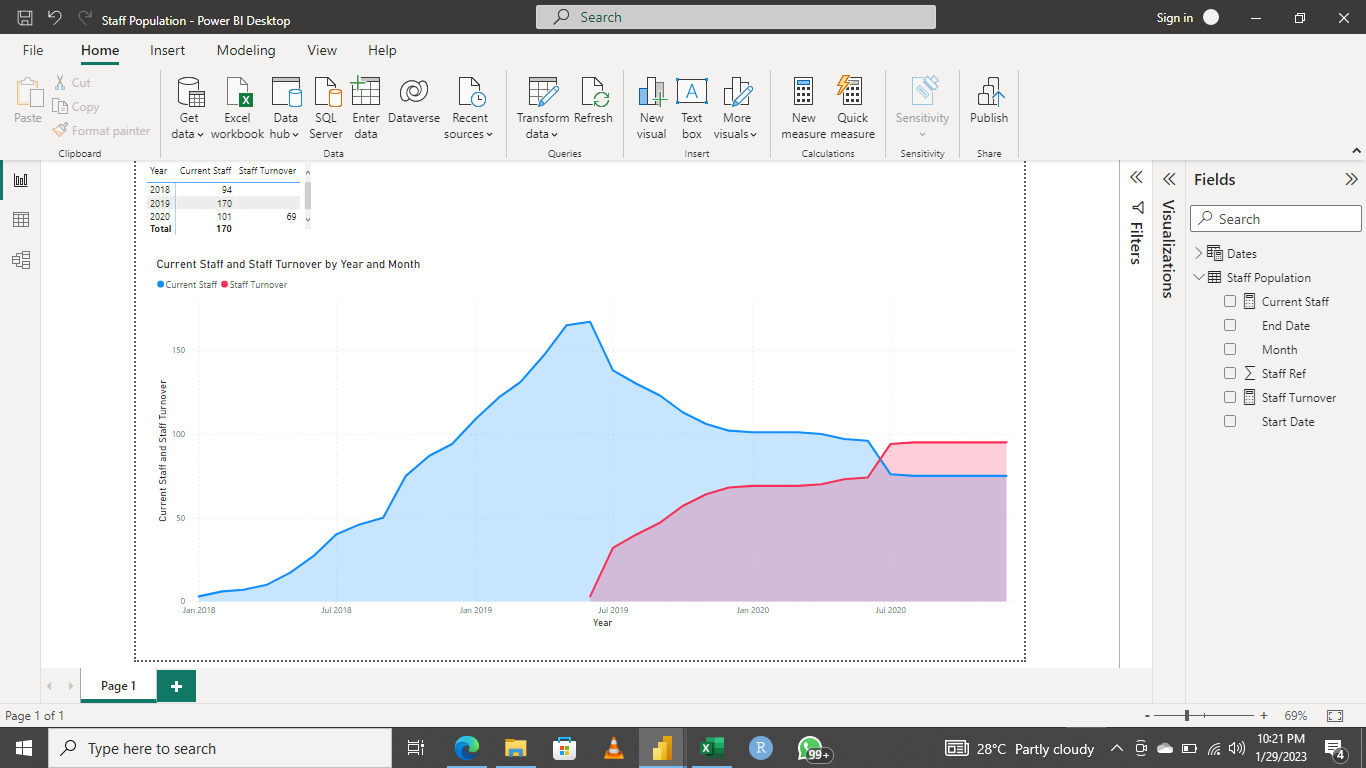 Staff Population - Power BI Desktop
Search
Sign in
File Home Insert Modeling View Help
Paste
Cut
Copy
Format painter
Clipboard
Get data
Excel workbook
Data hub
SQL Server
Enter data
Dataverse
Recent sources
Data
Transform data
Refresh
Queries
New visual
Text box
More visuals
Insert
New measure
Quick measure
Calculations
Sensitivity
Sensitivity
Publish
Share
Year Current Staff Staff Turnover
2018 94
2019 170
2020 101 69
Total 170
Current Staff and Staff Turnover by Year and Month
Current Staff Staff Turnover
Current Staff and Staff Turnover
150
100
50
0
Jan 2018 Jul 2018 Jan 2019 Jul 2019 Jan 2020 Jul 2020
Year
Filters
Visualizations
Fields
Search
Dates
Staff Population
Current Staff
End Date
Month
Staff Ref
Staff Turnover
Start Date
Page 1
Page 1 of 1
- + 69%
Type here to search
R
99+
28°C Partly cloudy
10:21 PM
1/29/2023
4